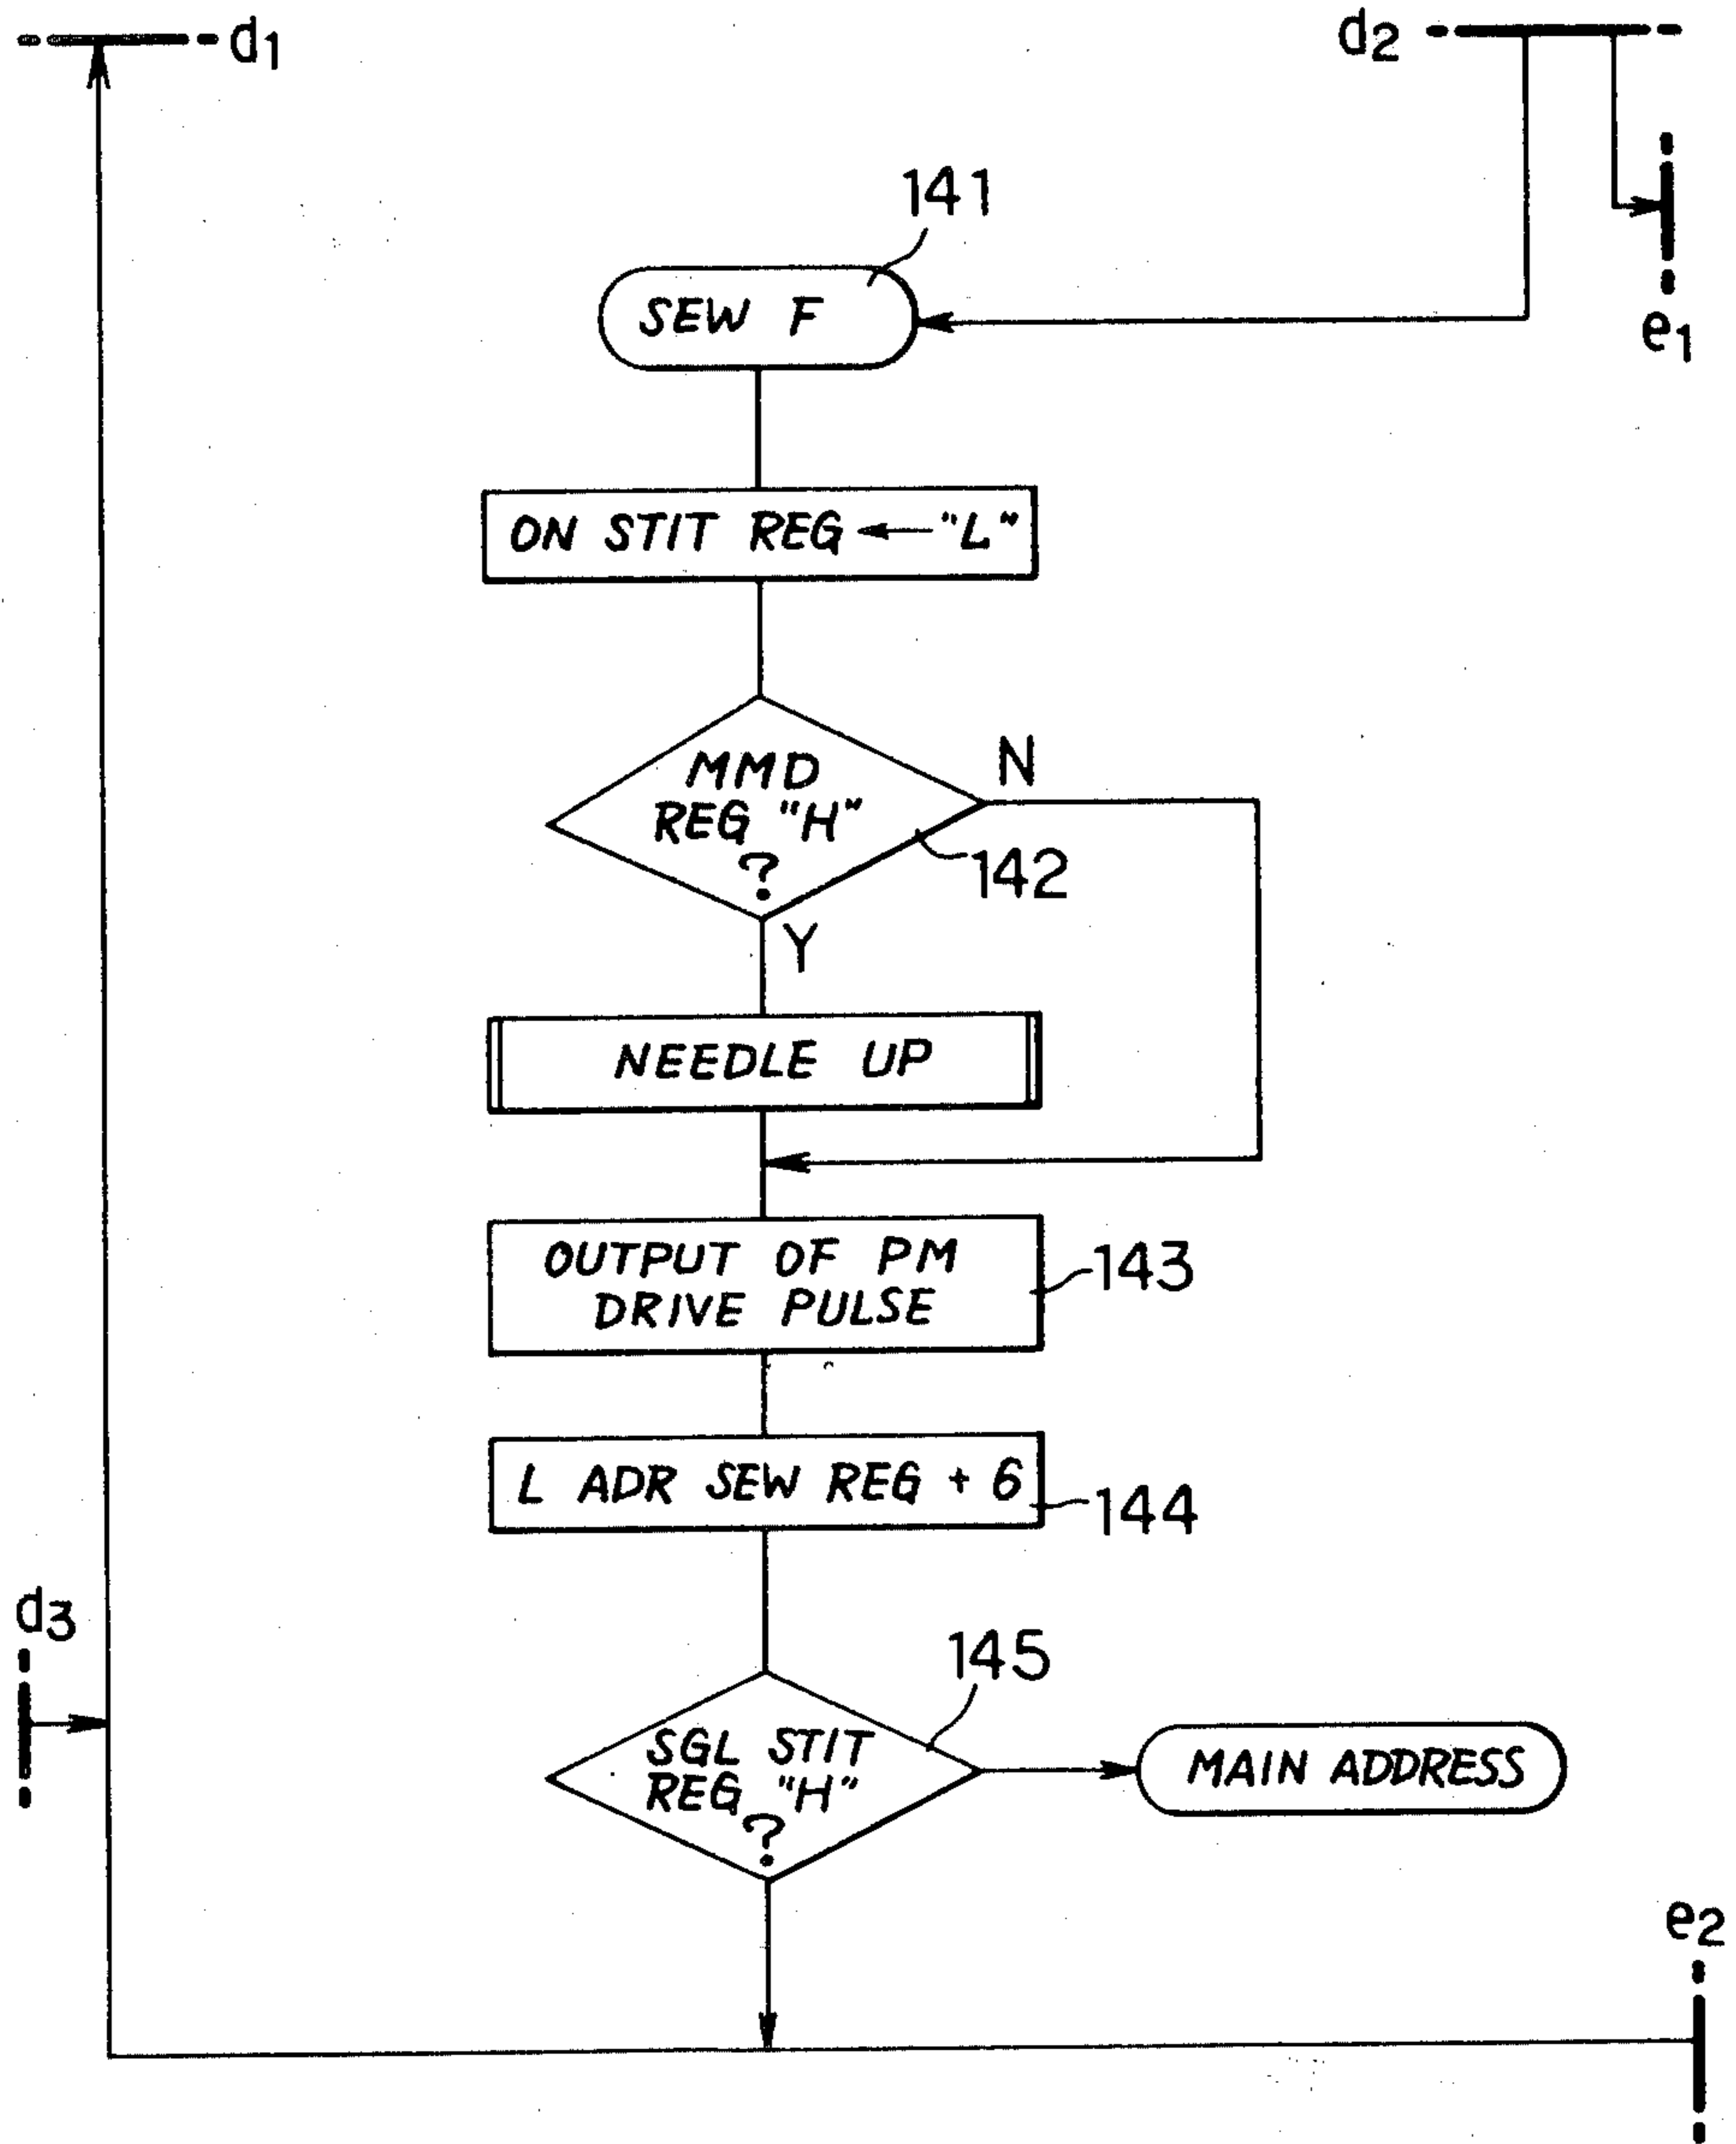 d1
d2
e1
141
SEW F
ON STIT REG ← "L"
MMD
REG "H"
?
N
142
Y
NEEDLE UP
OUTPUT OF PM
DRIVE PULSE
143
L ADR SEW REG + 6
144
d3
145
SGL STIT
REG "H"
?
MAIN ADDRESS
e2